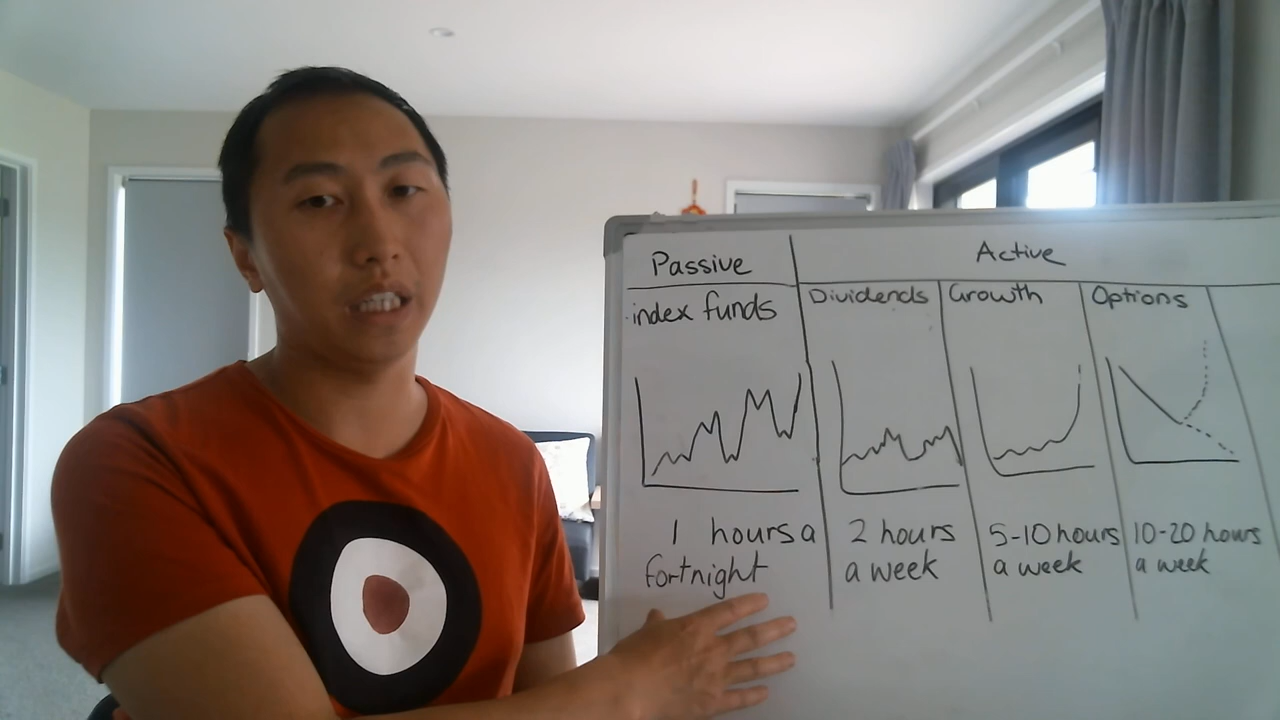 Passive
Active
index funds
Dividends
Growth
Options
1 hours a
fortnight
2 hours
a week
5-10 hours
a week
10-20 hours
a week